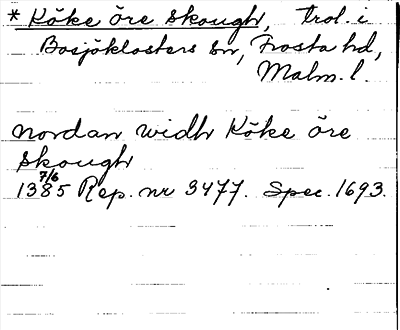 * Köke öre skough, trol. i
Bosjöklosters sn, Frosta hd,
Malm. l.
nordan widh Köke öre
skough
1385 7/6 Rep. nr 3477. Spec. 1693.